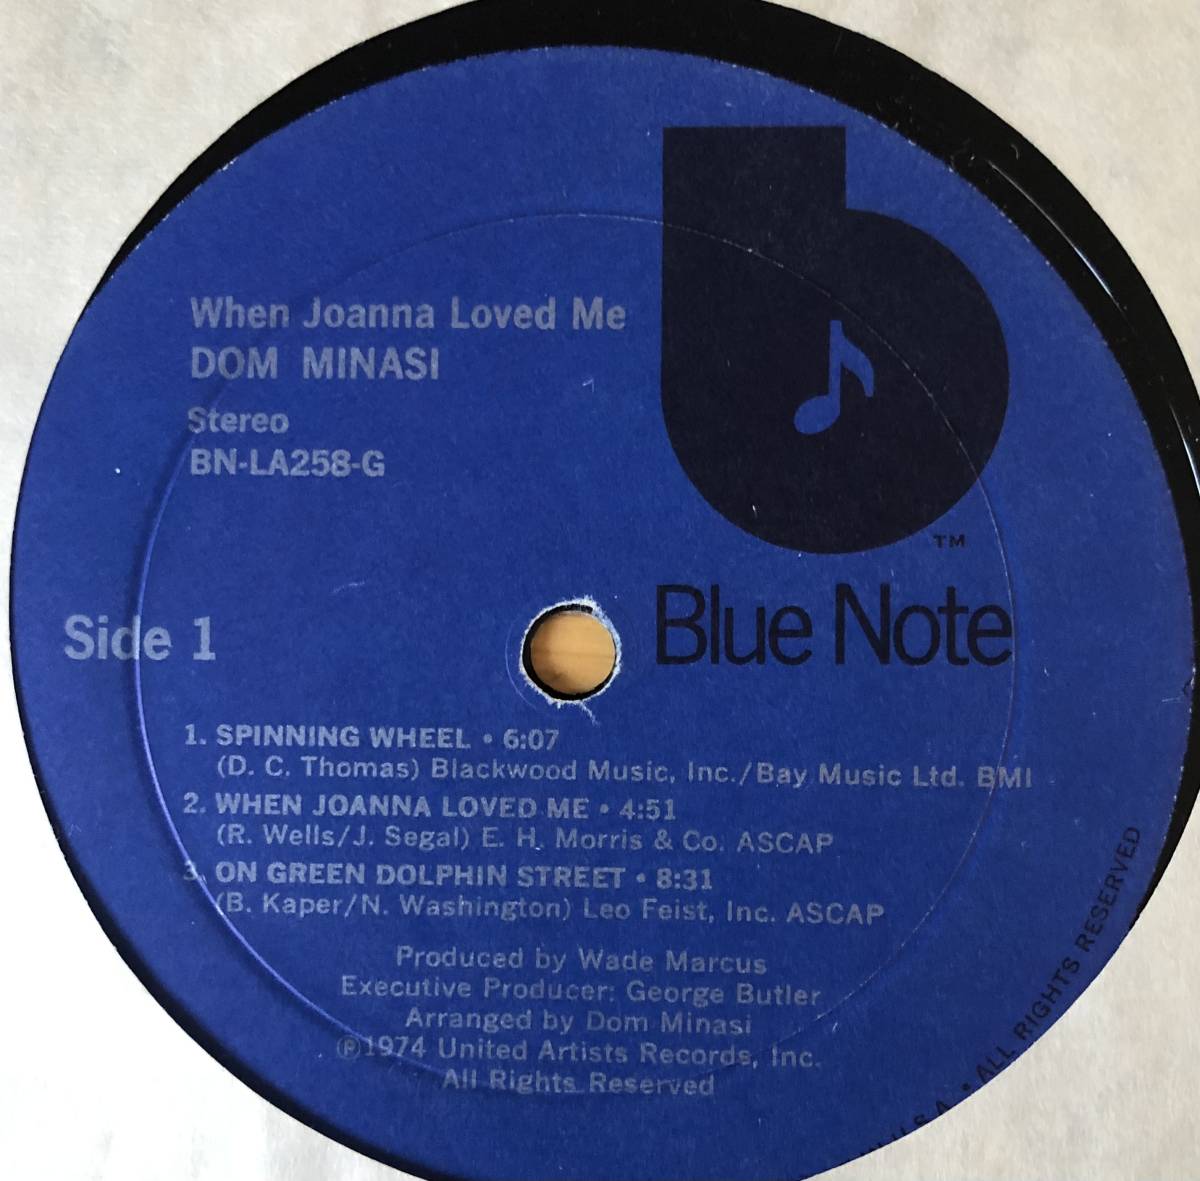 When Joanna Loved Me
DOM MINASI
Stereo
BN-LA258-G
TM
Blue Note
Side 1
1. SPINNING WHEEL • 6:07
(D. C. Thomas) Blackwood Music, Inc./Bay Music Ltd. BMI
2. WHEN JOANNA LOVED ME • 4:51
(R. Wells/J. Segal) E. H. Morris & Co. ASCAP
3. ON GREEN DOLPHIN STREET • 8:31
(B. Kaper/N. Washington) Leo Feist, Inc. ASCAP
Produced by Wade Marcus
Executive Producer: George Butler
Arranged by Dom Minasi
Ⓟ1974 United Artists Records, Inc.
All Rights Reserved
U.S.A. • ALL RIGHTS RESERVED